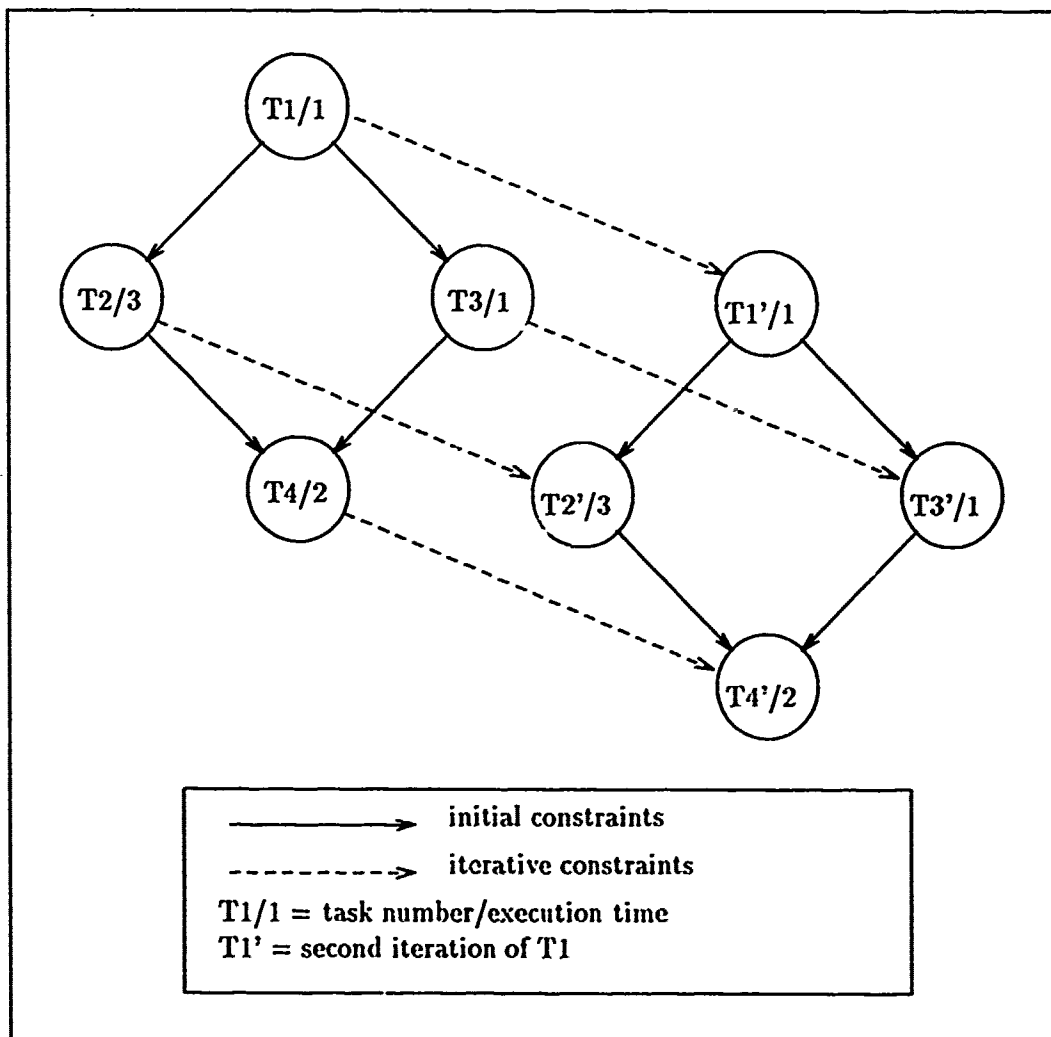 T1/1
T2/3
T3/1
T1'/1
T4/2
T2'/3
T3'/1
T4'/2
initial constraints
iterative constraints
T1/1 = task number/execution time
T1' = second iteration of T1